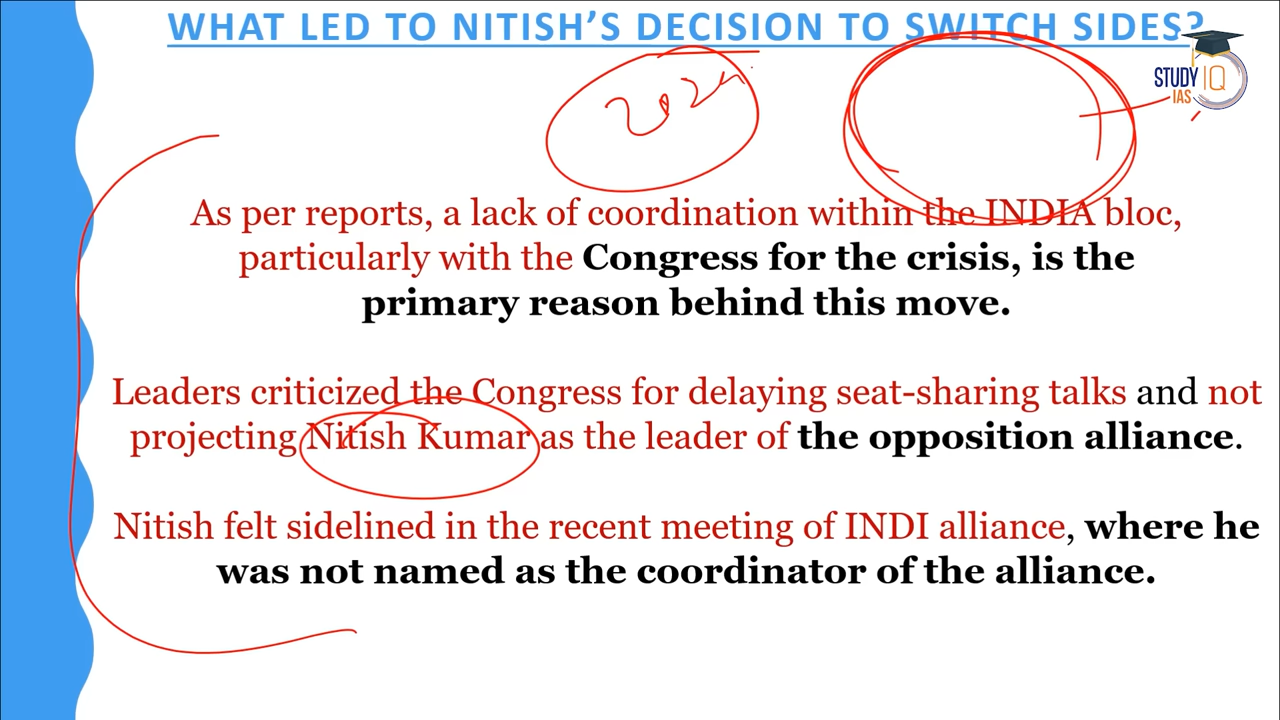 WHAT LED TO NITISH'S DECISION TO SWITCH SIDES?
STUDY IQ
IAS
2024
As per reports, a lack of coordination within the INDIA bloc,
particularly with the Congress for the crisis, is the
primary reason behind this move.
Leaders criticized the Congress for delaying seat-sharing talks and not
projecting Nitish Kumar as the leader of the opposition alliance.
Nitish felt sidelined in the recent meeting of INDI alliance, where he
was not named as the coordinator of the alliance.